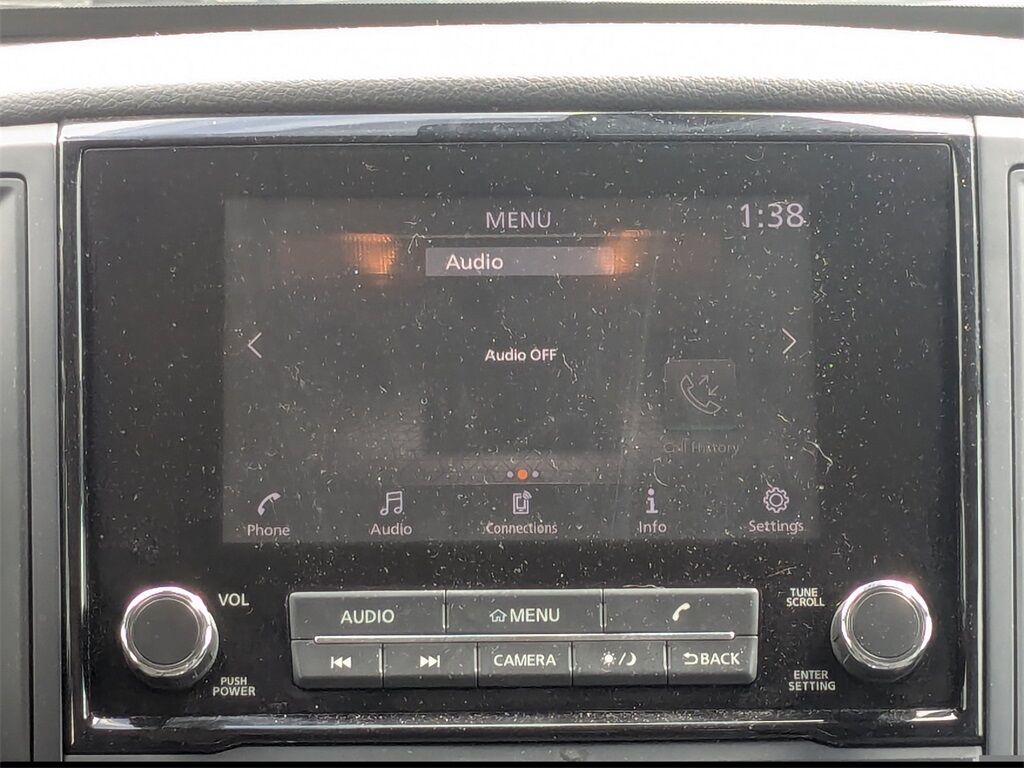 MENU
1:38
Audio
Audio OFF
Call History
Phone
Audio
Connections
Info
Settings
VOL
PUSH
POWER
AUDIO
MENU
CAMERA
BACK
TUNE
SCROLL
ENTER
SETTING